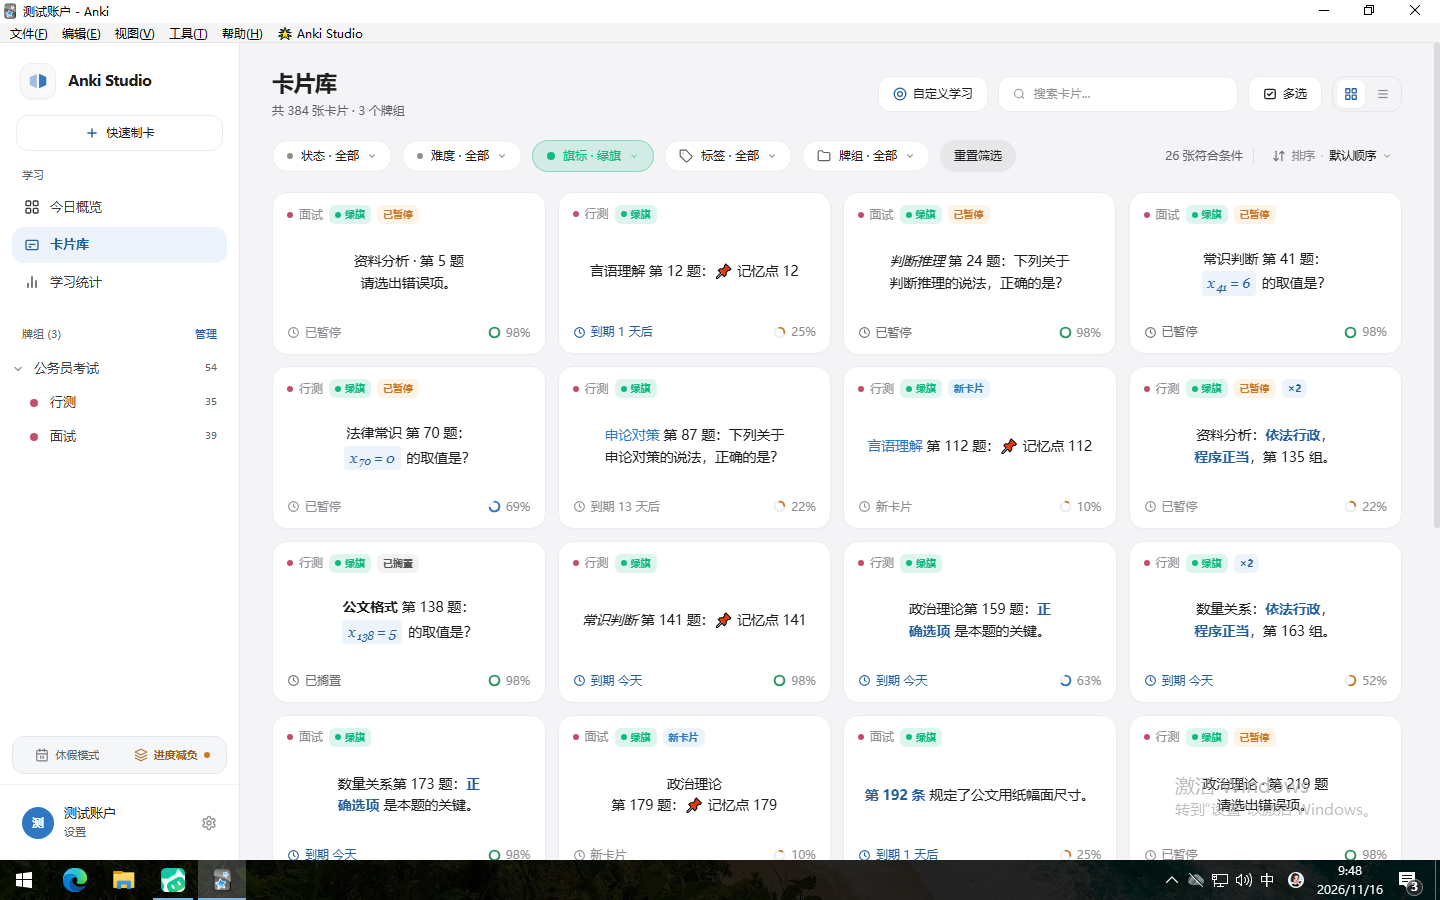 测试账户 - Anki
文件(F) 编辑(E) 视图(V) 工具(T) 帮助(H) Anki Studio
Anki Studio
快速制卡
学习
今日概览
卡片库
学习统计
牌组 (3) 管理
公务员考试 54
行测 35
面试 39
休假模式 进度减负
测 测试账户
设置
卡片库
共 384 张卡片 · 3 个牌组
自定义学习 搜索卡片... 多选
状态 · 全部 难度 · 全部 旗标 · 绿旗 标签 · 全部 牌组 · 全部 重置筛选
26 张符合条件 排序 · 默认顺序
面试 绿旗 已暂停
资料分析 · 第 5 题
请选出错误项。
已暂停 98%
行测 绿旗
言语理解 第 12 题：📌 记忆点 12
到期 1 天后 25%
面试 绿旗 已暂停
判断推理 第 24 题：下列关于
判断推理的说法，正确的是？
已暂停 98%
面试 绿旗 已暂停
常识判断 第 41 题：
x₄₁ = 6 的取值是？
已暂停 98%
行测 绿旗 已暂停
法律常识 第 70 题：
x₇₀ = 0 的取值是？
已暂停 69%
行测 绿旗
申论对策 第 87 题：下列关于
申论对策的说法，正确的是？
到期 13 天后 22%
行测 绿旗 新卡片
言语理解 第 112 题：📌 记忆点 112
新卡片 10%
行测 绿旗 已暂停 ×2
资料分析：依法行政，
程序正当，第 135 组。
已暂停 22%
行测 绿旗 已搁置
公文格式 第 138 题：
x₁₃₈ = 5 的取值是？
已搁置 98%
行测 绿旗
常识判断 第 141 题：📌 记忆点 141
到期 今天 98%
行测 绿旗
政治理论第 159 题：正
确选项 是本题的关键。
到期 今天 63%
行测 绿旗 ×2
数量关系：依法行政，
程序正当，第 163 组。
到期 今天 52%
面试 绿旗
数量关系第 173 题：正
确选项 是本题的关键。
到期 今天 98%
面试 绿旗 新卡片
政治理论
第 179 题：📌 记忆点 179
新卡片 10%
面试 绿旗
第 192 条 规定了公文用纸幅面尺寸。
到期 1 天后 25%
行测 绿旗 已暂停
政治理论 · 第 219 题
请选出错误项。
已暂停 98%
激活 Windows
转到“设置”以激活 Windows。
中
9:48
2026/11/16
3